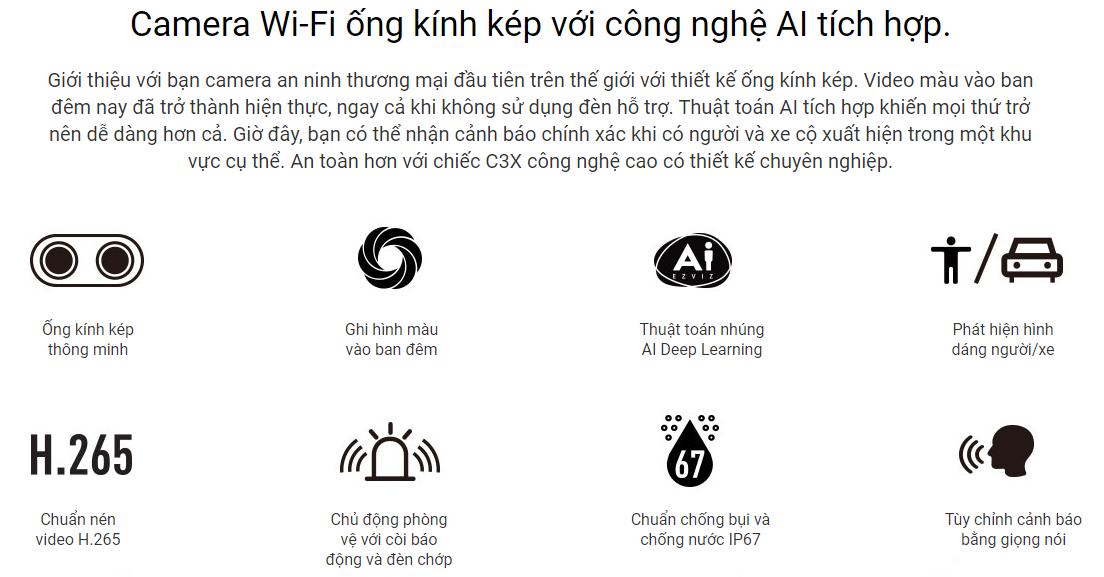 Camera Wi-Fi ống kính kép với công nghệ AI tích hợp.
Giới thiệu với bạn camera an ninh thương mại đầu tiên trên thế giới với thiết kế ống kính kép. Video màu vào ban
đêm nay đã trở thành hiện thực, ngay cả khi không sử dụng đèn hỗ trợ. Thuật toán AI tích hợp khiến mọi thứ trở
nên dễ dàng hơn cả. Giờ đây, bạn có thể nhận cảnh báo chính xác khi có người và xe cộ xuất hiện trong một khu
vực cụ thể. An toàn hơn với chiếc C3X công nghệ cao có thiết kế chuyên nghiệp.
Ai
EZVIZ
Ống kính kép
thông minh
Ghi hình màu
vào ban đêm
Thuật toán nhúng
AI Deep Learning
Phát hiện hình
dáng người/xe
H.265
67
Chuẩn nén
video H.265
Chủ động phòng
vệ với còi báo
động và đèn chớp
Chuẩn chống bụi và
chống nước IP67
Tùy chỉnh cảnh báo
bằng giọng nói